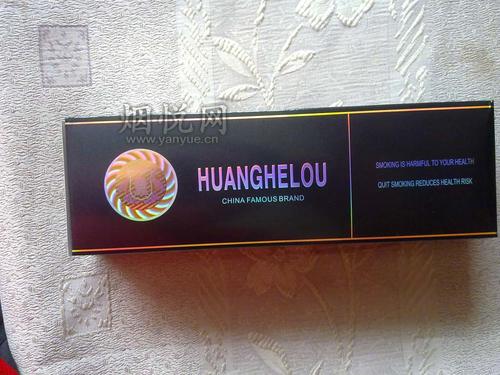 烟悦网
www.yanyue.cn
HUANGHELOU
CHINA FAMOUS BRAND
SMOKING IS HARMFUL TO YOUR HEALTH
QUIT SMOKING REDUCES HEALTH RISK